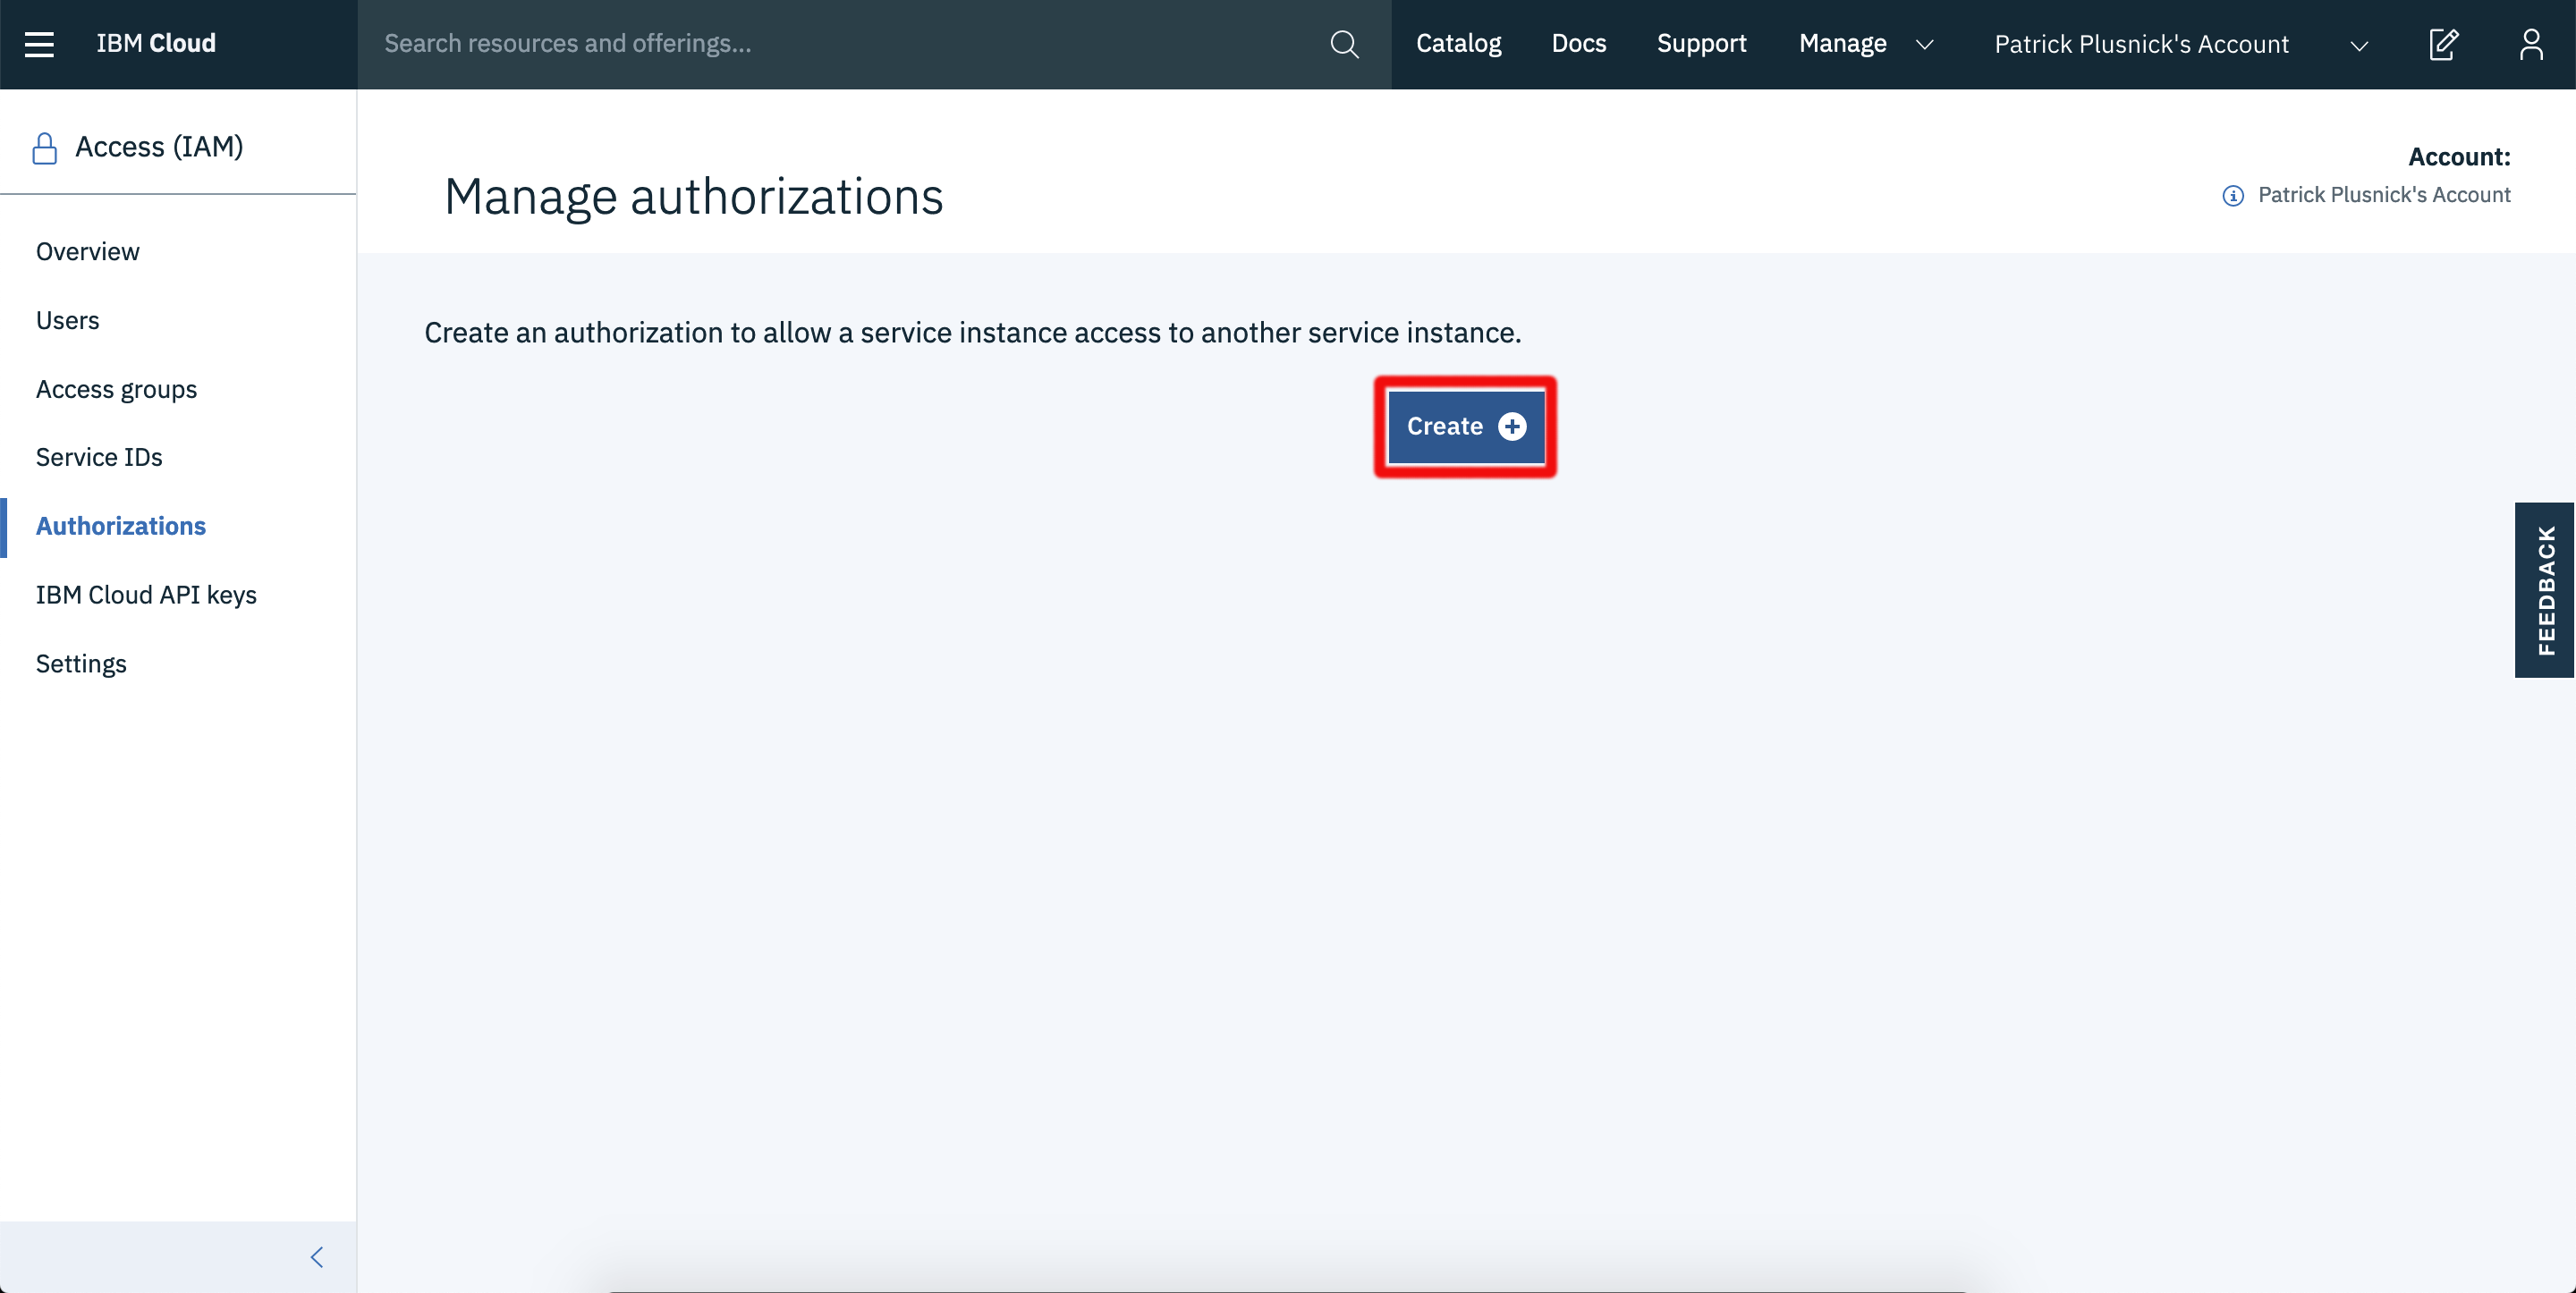 IBM Cloud
Search resources and offerings...
Catalog
Docs
Support
Manage
Patrick Plusnick's Account
Access (IAM)
Overview
Users
Access groups
Service IDs
Authorizations
IBM Cloud API keys
Settings
Manage authorizations
Account:
Patrick Plusnick's Account
Create an authorization to allow a service instance access to another service instance.
Create
FEEDBACK